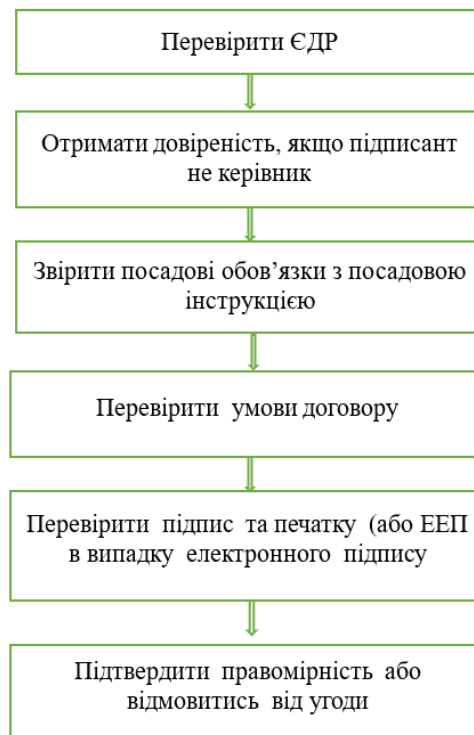 Перевірити ЄДР
Отримати довіреність, якщо підписант
не керівник
Звірити посадові обов’язки з посадовою
інструкцією
Перевірити умови договору
Перевірити підпис та печатку (або ЕЕП
в випадку електронного підпису
Підтвердити правомірність або
відмовитись від угоди